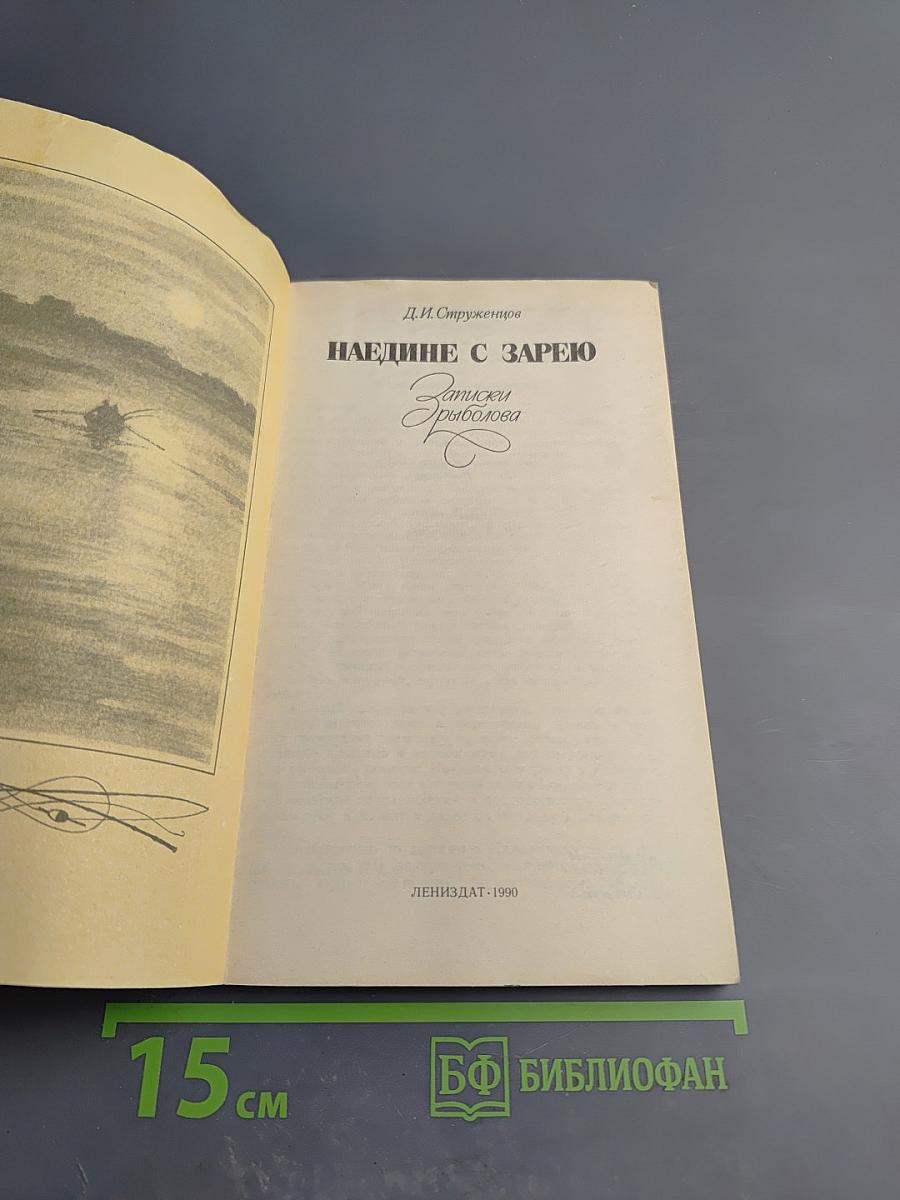 Д.И.Струженцов
НАЕДИНЕ С ЗАРЕЮ
Записки
рыболова
ЛЕНИЗДАТ·1990
15 см
БФ БИБЛИОФАН